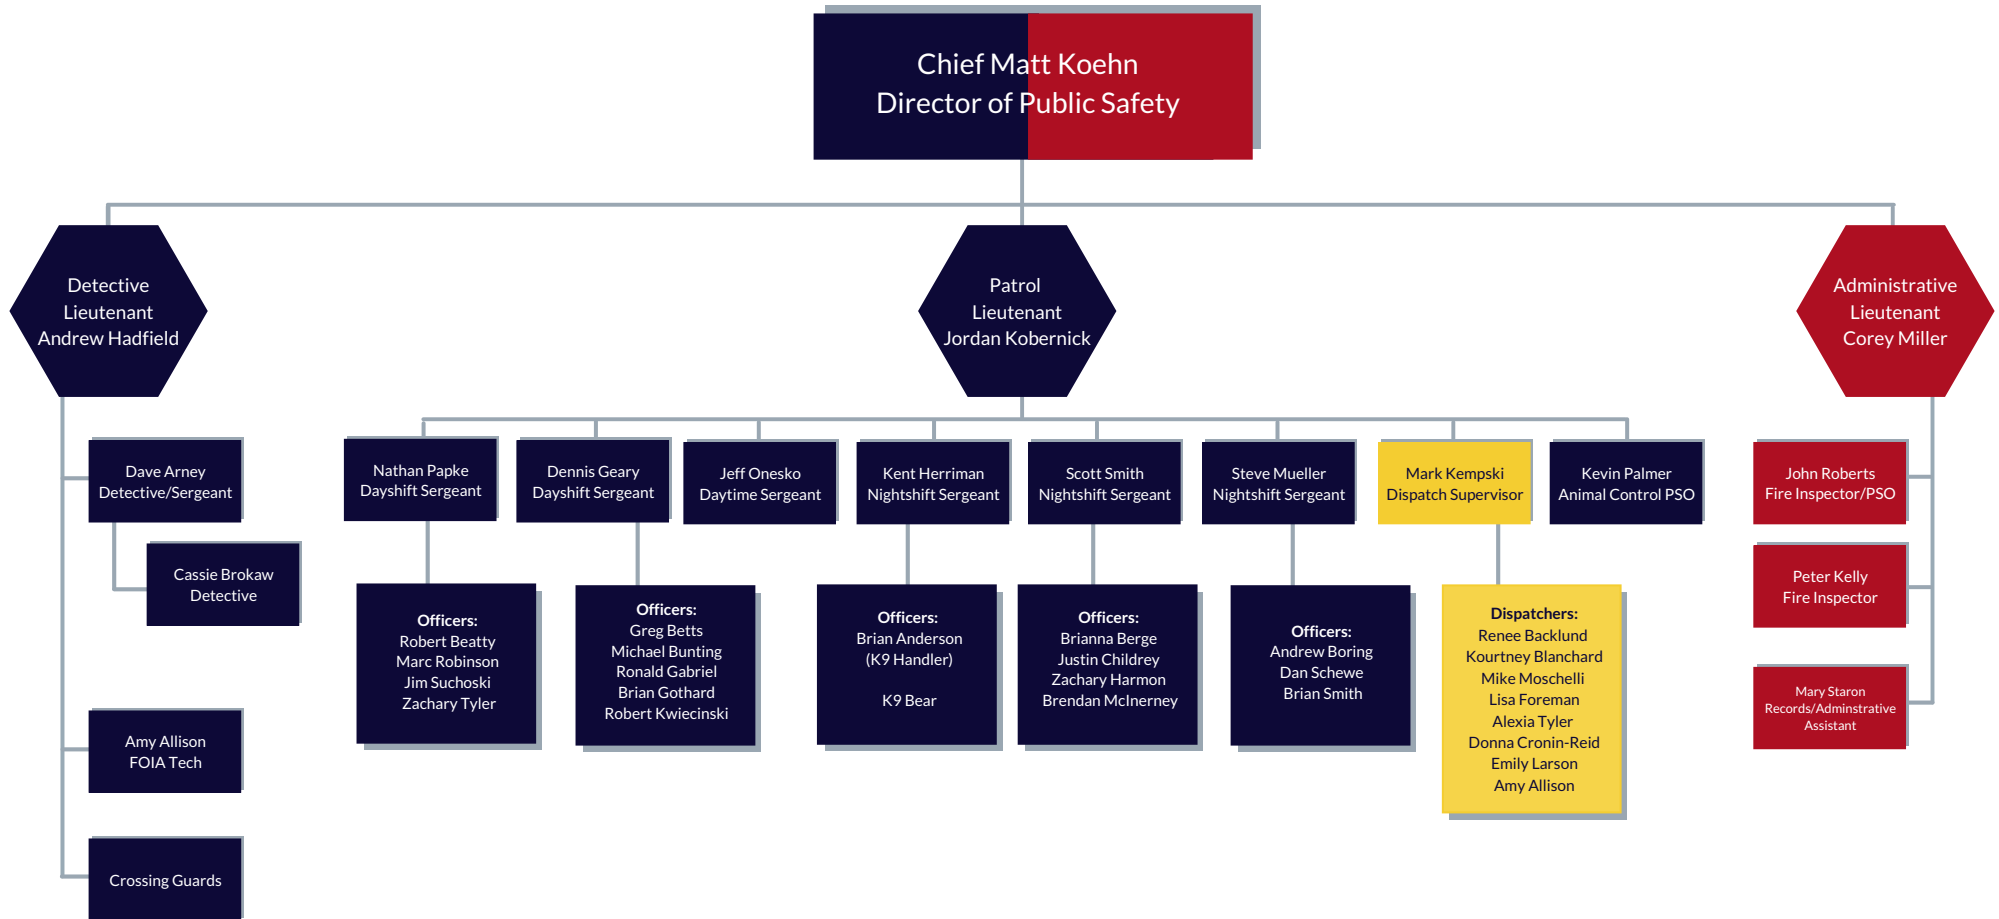 Chief Matt Koehn
Director of Public Safety
Detective
Lieutenant
Andrew Hadfield
Patrol
Lieutenant
Jordan Kobernick
Administrative
Lieutenant
Corey Miller
Dave Arney
Detective/Sergeant
Cassie Brokaw
Detective
Amy Allison
FOIA Tech
Crossing Guards
Nathan Papke
Dayshift Sergeant
Officers:
Robert Beatty
Marc Robinson
Jim Suchoski
Zachary Tyler
Dennis Geary
Dayshift Sergeant
Officers:
Greg Betts
Michael Bunting
Ronald Gabriel
Brian Gothard
Robert Kwiecinski
Jeff Onesko
Daytime Sergeant
Kent Herriman
Nightshift Sergeant
Officers:
Brian Anderson
(K9 Handler)
K9 Bear
Scott Smith
Nightshift Sergeant
Officers:
Brianna Berge
Justin Childrey
Zachary Harmon
Brendan McInerney
Steve Mueller
Nightshift Sergeant
Officers:
Andrew Boring
Dan Schewe
Brian Smith
Mark Kempski
Dispatch Supervisor
Dispatchers:
Renee Backlund
Kourtney Blanchard
Mike Moschelli
Lisa Foreman
Alexia Tyler
Donna Cronin-Reid
Emily Larson
Amy Allison
Kevin Palmer
Animal Control PSO
John Roberts
Fire Inspector/PSO
Peter Kelly
Fire Inspector
Mary Staron
Records/Adminstrative
Assistant